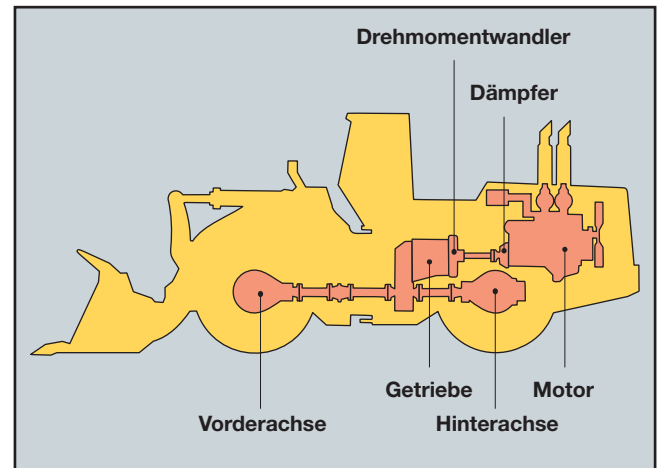 Drehmomentwandler
Dämpfer
Getriebe
Motor
Vorderachse
Hinterachse